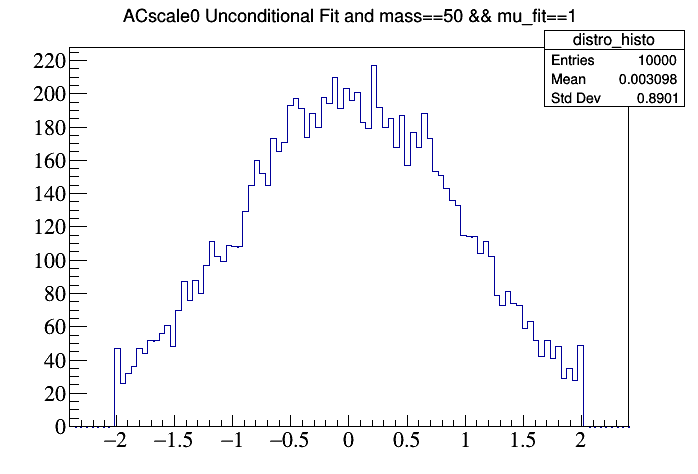 ACscale0 Unconditional Fit and mass==50 && mu_fit==1
distro_histo
Entries 10000
Mean 0.003098
Std Dev 0.8901
220
200
180
160
140
120
100
80
60
40
20
0
−2 −1.5 −1 −0.5 0 0.5 1 1.5 2